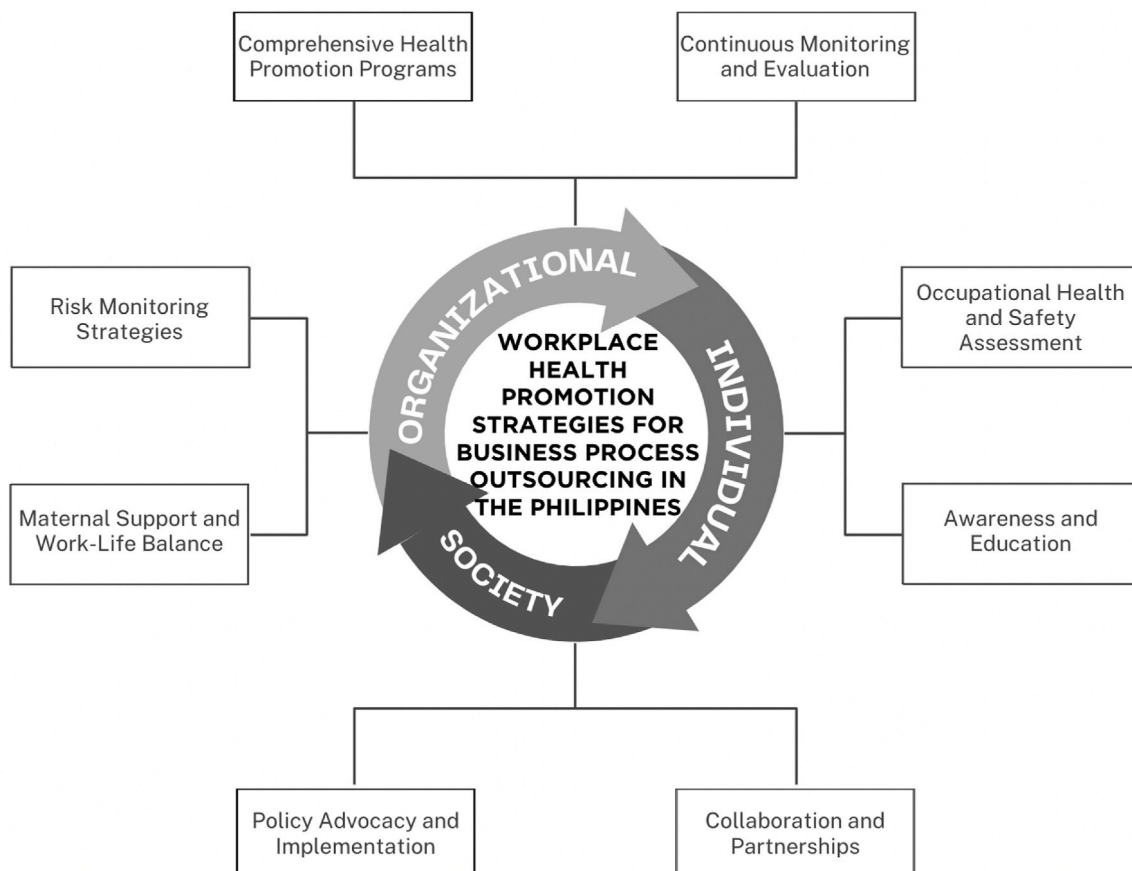 Comprehensive Health
Promotion Programs
Continuous Monitoring
and Evaluation
Risk Monitoring
Strategies
Maternal Support and
Work-Life Balance
ORGANIZATIONAL
INDIVIDUAL
SOCIETY
WORKPLACE
HEALTH
PROMOTION
STRATEGIES FOR
BUSINESS PROCESS
OUTSOURCING IN
THE PHILIPPINES
Occupational Health
and Safety
Assessment
Awareness and
Education
Policy Advocacy and
Implementation
Collaboration and
Partnerships